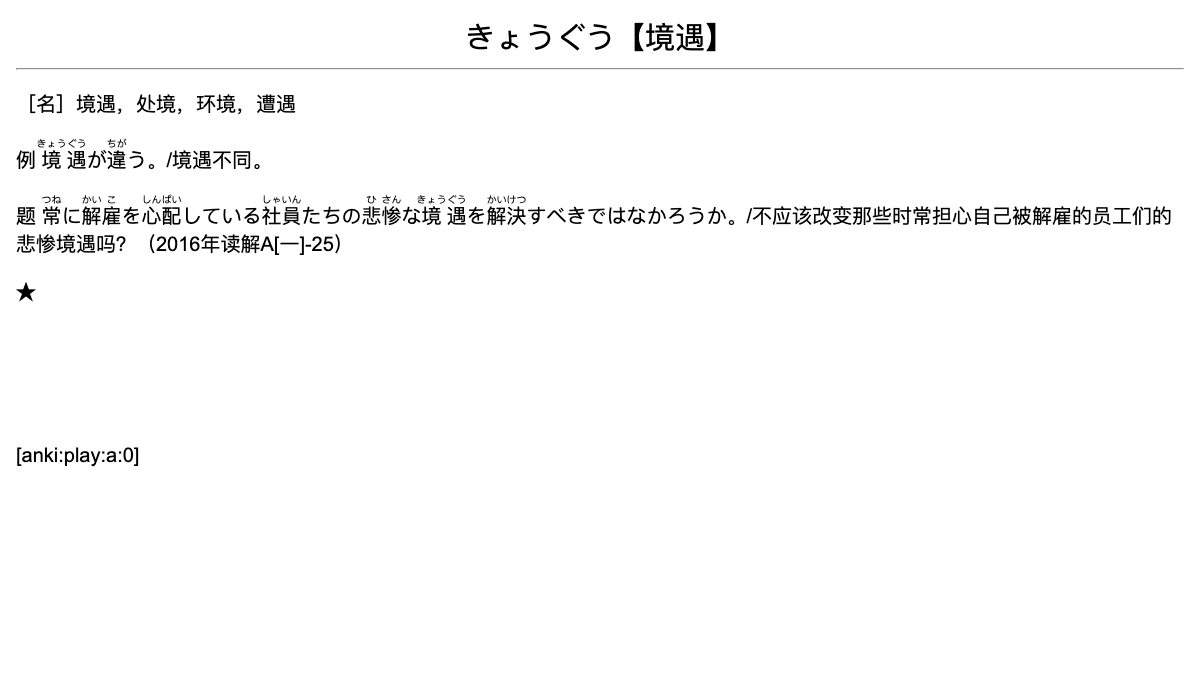 きょうぐう【境遇】
［名］境遇，处境，环境，遭遇
きょうぐう ちが
例 境遇が違う。/境遇不同。
つね かいこ しんぱい しゃいん ひさん きょうぐう かいけつ
题 常に解雇を心配している社員たちの悲惨な境遇を解決すべきではなかろうか。/不应该改变那些时常担心自己被解雇的员工们的
悲惨境遇吗？（2016年读解A[一]-25）
★
[anki:play:a:0]